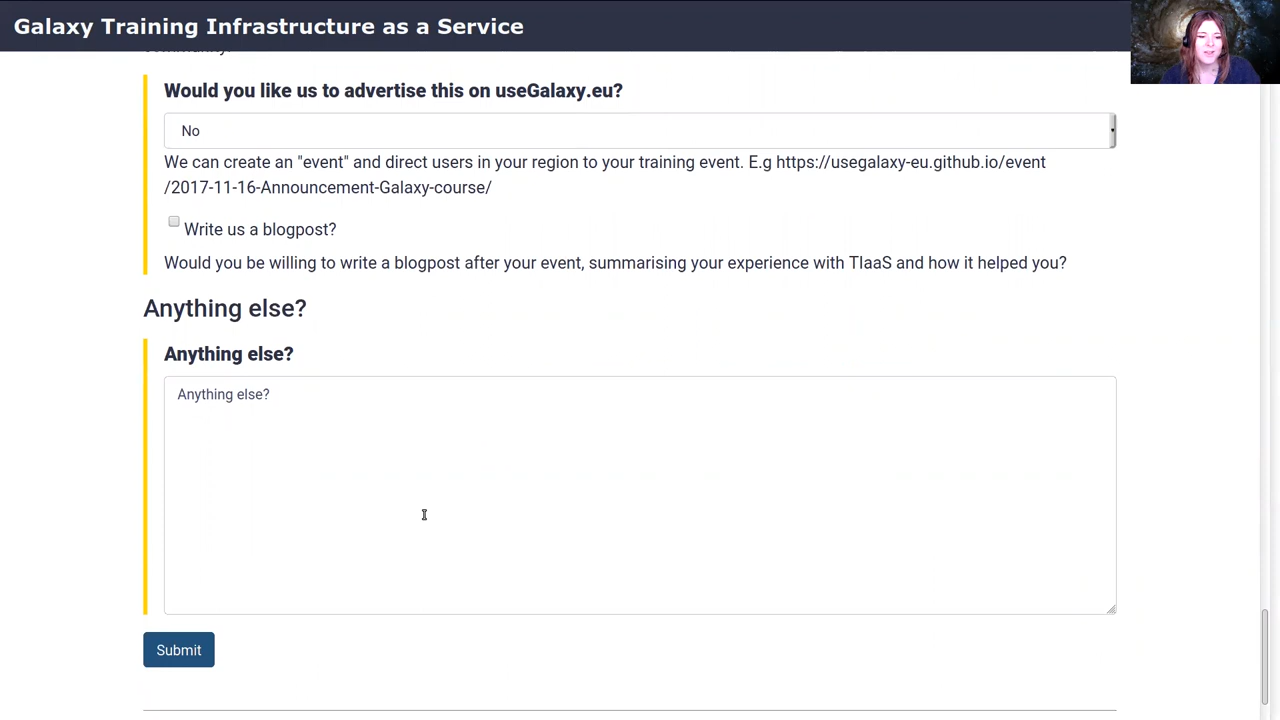 Galaxy Training Infrastructure as a Service
Would you like us to advertise this on useGalaxy.eu?
No
We can create an "event" and direct users in your region to your training event. E.g https://usegalaxy-eu.github.io/event
/2017-11-16-Announcement-Galaxy-course/
Write us a blogpost?
Would you be willing to write a blogpost after your event, summarising your experience with TIaaS and how it helped you?
Anything else?
Anything else?
Anything else?
Submit